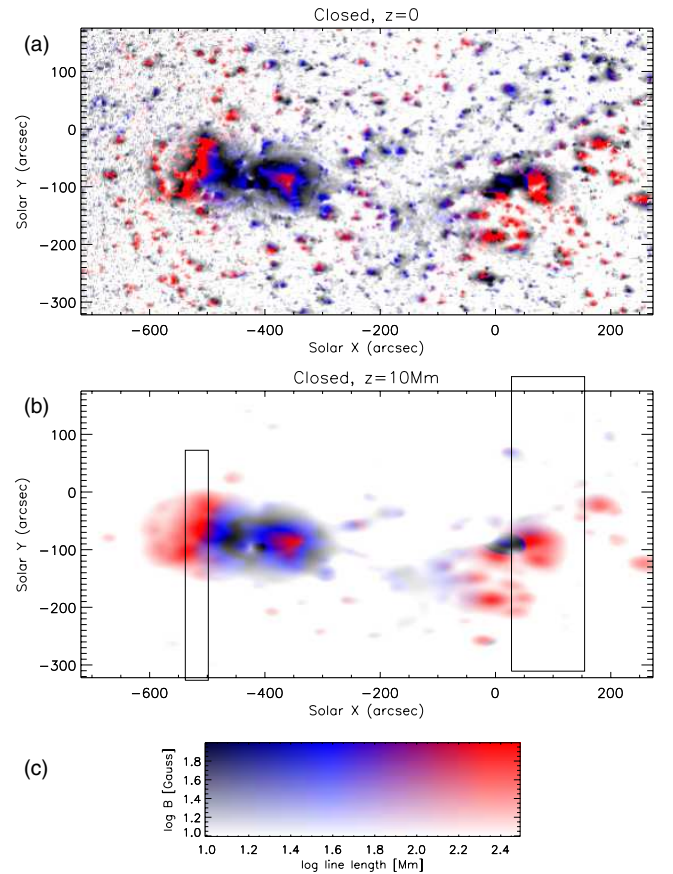 Closed, z=0
(a)
100
0
−100
−200
−300
Solar Y (arcsec)
−600 −400 −200 0 200
Solar X (arcsec)
Closed, z=10Mm
(b)
100
0
−100
−200
−300
Solar Y (arcsec)
−600 −400 −200 0 200
Solar X (arcsec)
(c)
1.8
1.6
1.4
1.2
1.0
log B [Gauss]
1.0 1.2 1.4 1.6 1.8 2.0 2.2 2.4
log line length [Mm]